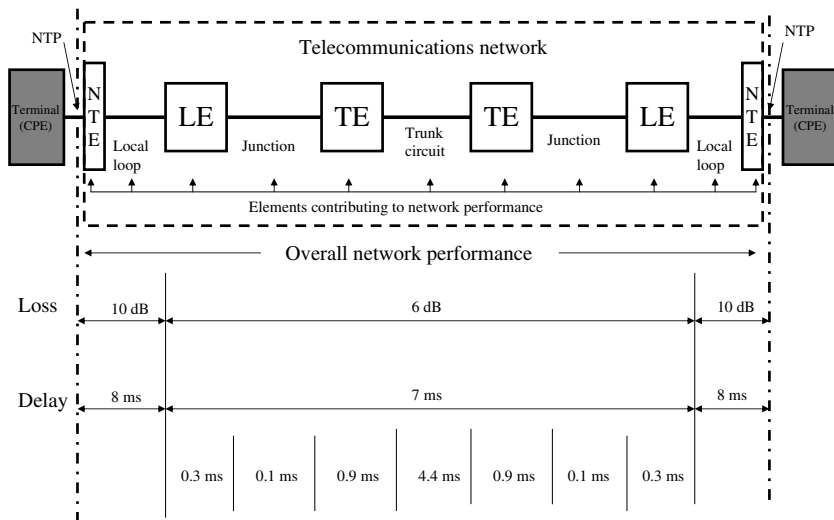 NTP
Telecommunications network
NTP
Terminal
(CPE)
N
T
E
LE
TE
TE
LE
N
T
E
Terminal
(CPE)
Local
loop
Junction
Trunk
circuit
Junction
Local
loop
Elements contributing to network performance
Overall network performance
Loss
10 dB
6 dB
10 dB
Delay
8 ms
7 ms
8 ms
0.3 ms
0.1 ms
0.9 ms
4.4 ms
0.9 ms
0.1 ms
0.3 ms